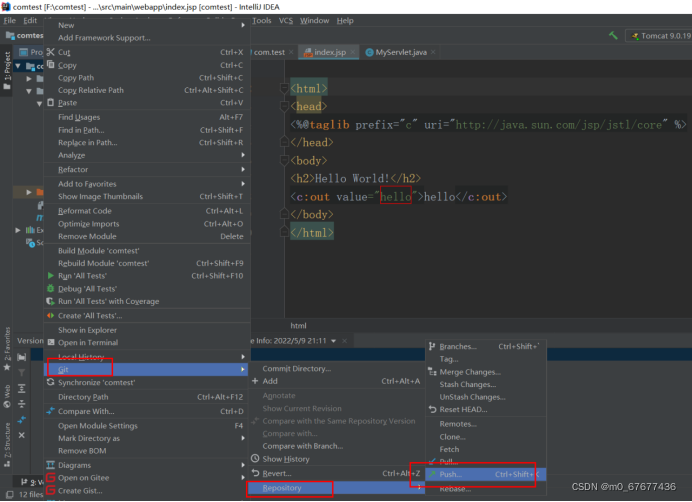 comtest [F:\comtest] - ...\src\main\webapp\index.jsp [comtest] - IntelliJ IDEA
File Edit Tools VCS Window Help
comtes Tomcat 9.0.19
1: Project
Pro
com.test × index.jsp × MyServlet.java ×
New
Add Framework Support...
Cut Ctrl+X
Copy Ctrl+C
Copy Path Ctrl+Shift+C
Copy Relative Path Ctrl+Alt+Shift+C
Paste Ctrl+V
Find Usages Alt+F7
Find in Path... Ctrl+Shift+F
Replace in Path... Ctrl+Shift+R
Analyze
Refactor
Add to Favorites
Show Image Thumbnails Ctrl+Shift+T
Reformat Code Ctrl+Alt+L
Optimize Imports Ctrl+Alt+O
Remove Module Delete
Build Module 'comtest'
Rebuild Module 'comtest' Ctrl+Shift+F9
Run 'All Tests' Ctrl+Shift+F10
Debug 'All Tests'
Run 'All Tests' with Coverage
Create 'All Tests'...
Show in Explorer
Open in Terminal
Local History
Git
Synchronize 'comtest'
Directory Path Ctrl+Alt+F12
Compare With... Ctrl+D
Open Module Settings F4
Mark Directory as
Remove BOM
Diagrams
Open on Gitee
Create Gist...
<html>
<head>
<%@taglib prefix="c" uri="http://java.sun.com/jsp/jstl/core" %>
</head>
<body>
<h2>Hello World!</h2>
<c:out value="hello">hello</c:out>
</body>
</html>
html
Version
e Info: 2022/5/9 21:11 ×
2: Favorites
Web
Z: Structure
Commit Directory...
Add Ctrl+Alt+A
Annotate
Show Current Revision
Compare with the Same Repository Version
Compare with...
Compare with Branch...
Show History
Revert... Ctrl+Alt+Z
Repository
Branches... Ctrl+Shift+`
Tag...
Merge Changes...
Stash Changes...
UnStash Changes...
Reset HEAD...
Remotes...
Clone...
Fetch
Pull...
Push... Ctrl+Shift+K
Rebase...
9: Ve
12 files
CSDN @m0_67677436